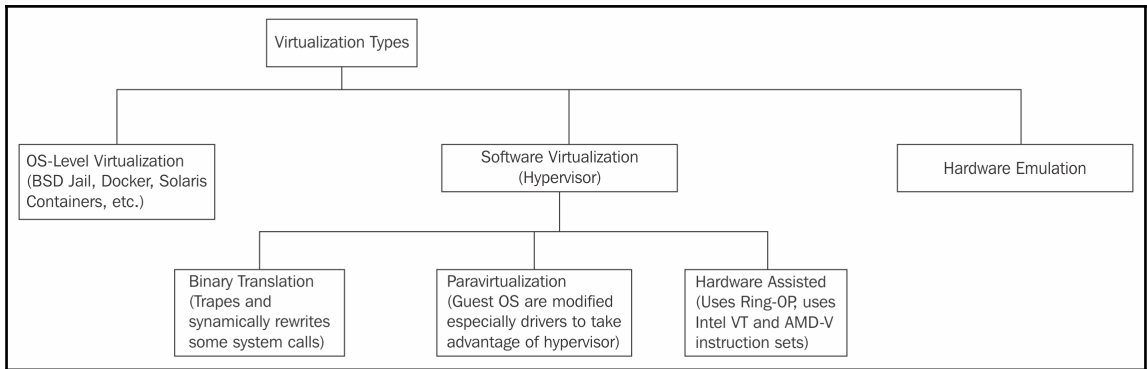 Virtualization Types
OS-Level Virtualization
(BSD Jail, Docker, Solaris
Containers, etc.)
Software Virtualization
(Hypervisor)
Hardware Emulation
Binary Translation
(Trapes and
synamically rewrites
some system calls)
Paravirtualization
(Guest OS are modified
especially drivers to take
advantage of hypervisor)
Hardware Assisted
(Uses Ring-OP, uses
Intel VT and AMD-V
instruction sets)